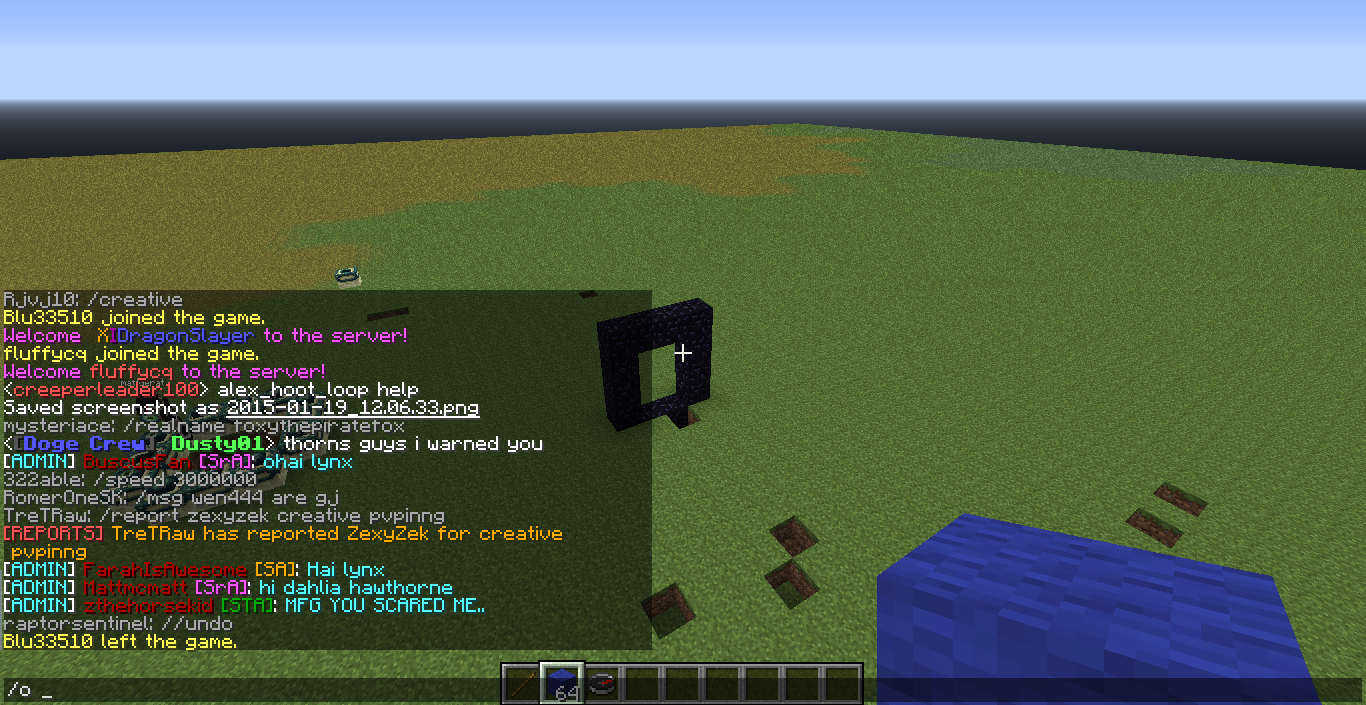 Rjvj10: /creative
Blu33510 joined the game.
Welcome XIDragonSlayer to the server!
fluffycq joined the game.
Welcome fluffycq to the server!
<creeperleader100> alex_hoot_loop help
Saved screenshot as 2015-01-19_12.06.33.png
mysteriace: /realname foxythepiratefox
<[Doge Crew] Dusty01> thorns guys i warned you
[ADMIN] BuscusFan [SrA]: ohai lynx
322able: /speed 3000000
RomerOneSK: /msg wen444 are g.j
TreTRaw: /report zexyzek creative pvpinng
[REPORTS] TreTRaw has reported ZexyZek for creative
pvpinng
[ADMIN] FarahIsAwesome [SA]: Hai lynx
[ADMIN] Mattmcmatt [SrA]: hi dahlia hawthorne
[ADMIN] zthehorsekid [STA]: MFG YOU SCARED ME..
raptorsentinel: //undo
Blu33510 left the game.
/o _
64